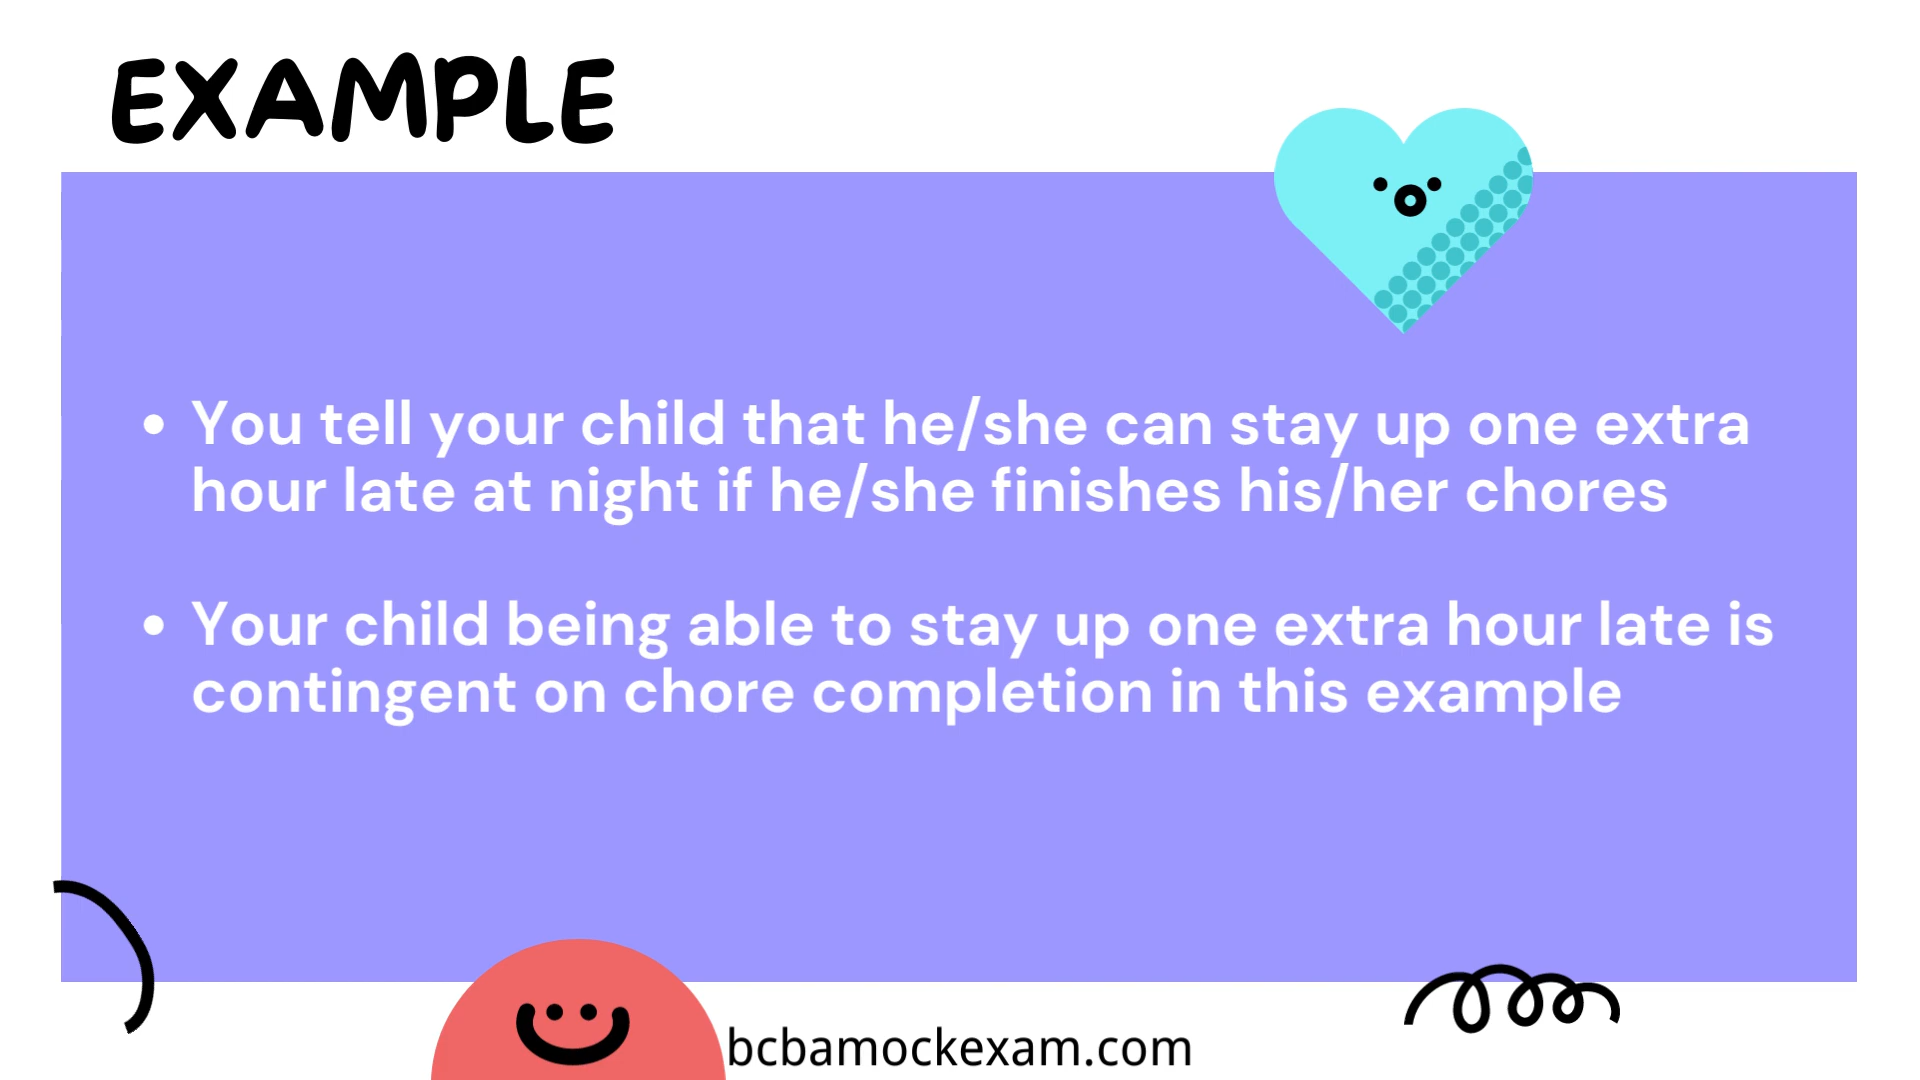 EXAMPLE
• You tell your child that he/she can stay up one extra
hour late at night if he/she finishes his/her chores
• Your child being able to stay up one extra hour late is
contingent on chore completion in this example
bcbamockexam.com